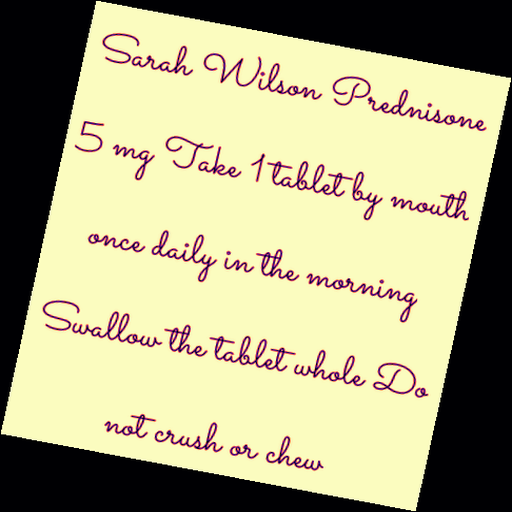 Sarah Wilson Prednisone
5 mg Take 1 tablet by mouth
once daily in the morning
Swallow the tablet whole Do
not crush or chew